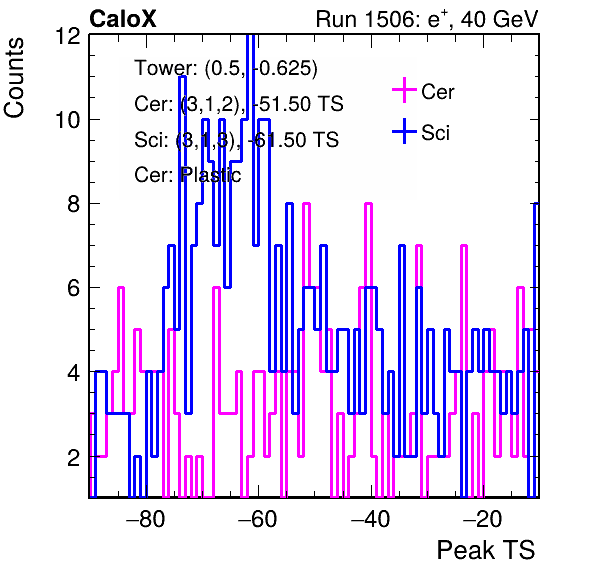 CaloX Run 1506: e+, 40 GeV
Counts
12
10
8
6
4
2
Tower: (0.5, -0.625)
Cer: (3,1,2), -51.50 TS
Sci: (3,1,3), -61.50 TS
Cer: Plastic
Cer
Sci
−80 −60 −40 −20
Peak TS